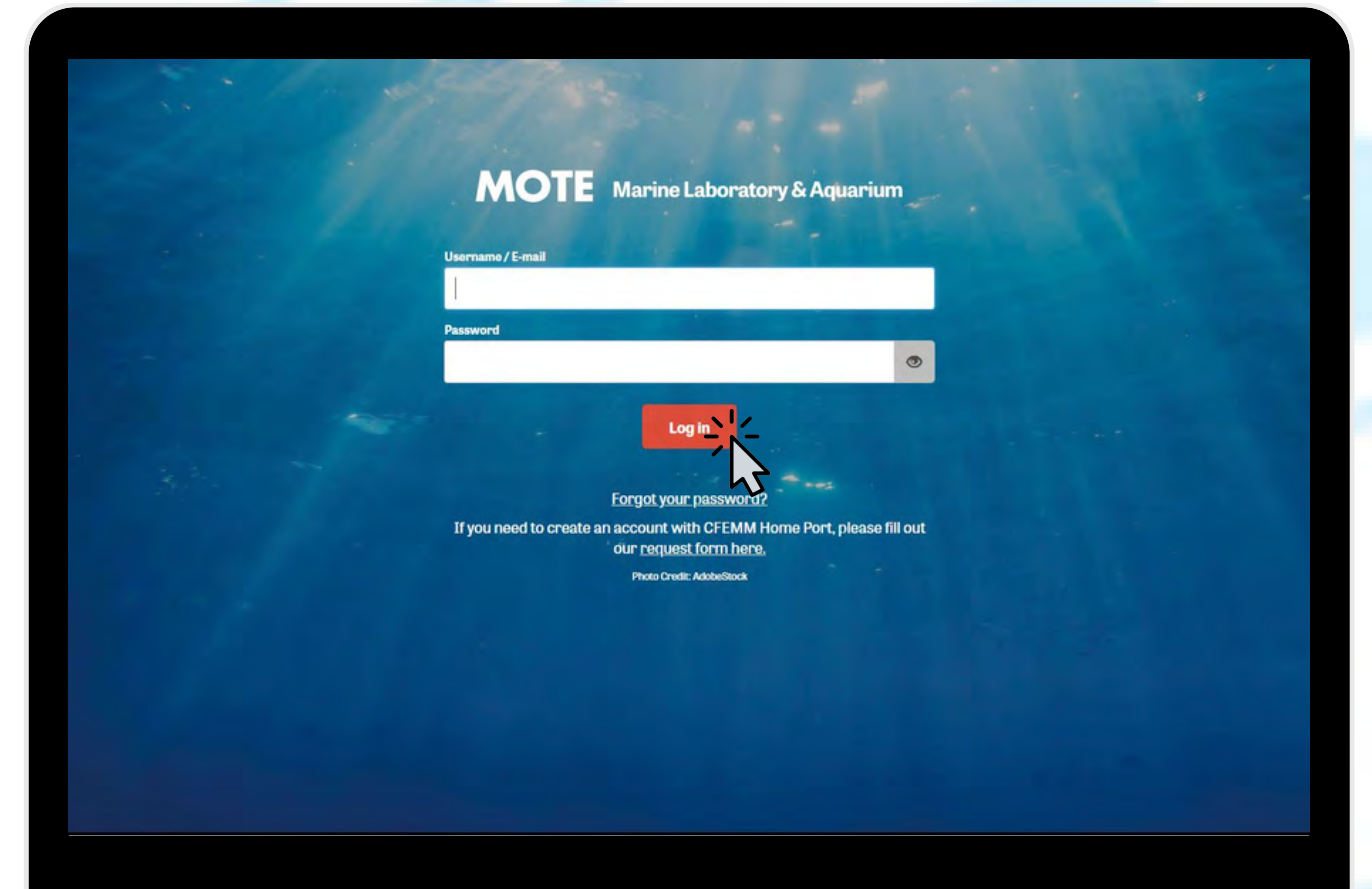 MOTE Marine Laboratory & Aquarium
Username / E-mail
Password
Log in
Forgot your password?
If you need to create an account with CFEMM Home Port, please fill out
our request form here.
Photo Credit: AdobeStock